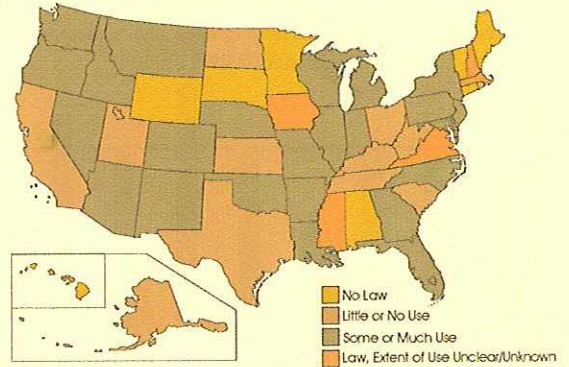 No Law
Little or No Use
Some or Much Use
Law, Extent of Use Unclear/Unknown